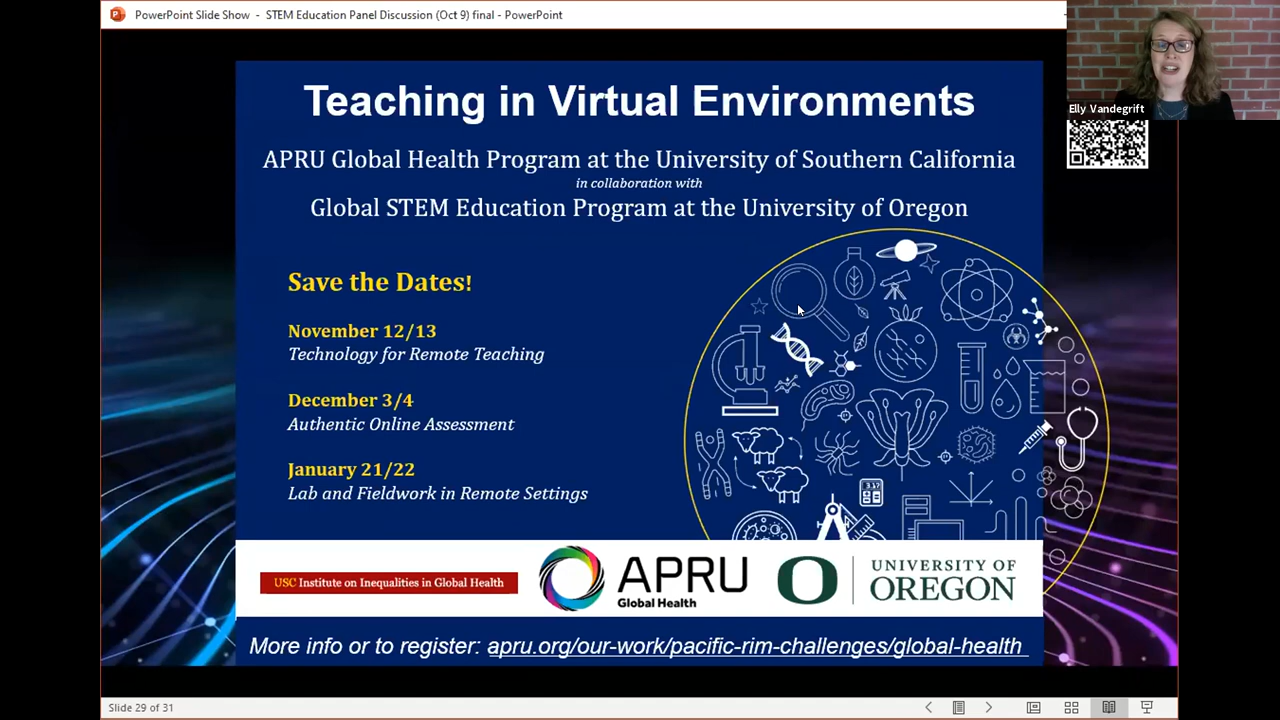 PowerPoint Slide Show - STEM Education Panel Discussion (Oct 9) final - PowerPoint
Elly Vandegrift
Teaching in Virtual Environments
APRU Global Health Program at the University of Southern California
in collaboration with
Global STEM Education Program at the University of Oregon
Save the Dates!
November 12/13
Technology for Remote Teaching
December 3/4
Authentic Online Assessment
January 21/22
Lab and Fieldwork in Remote Settings
3.17
USC Institute on Inequalities in Global Health
APRU
Global Health
UNIVERSITY OF
OREGON
More info or to register: apru.org/our-work/pacific-rim-challenges/global-health
Slide 29 of 31